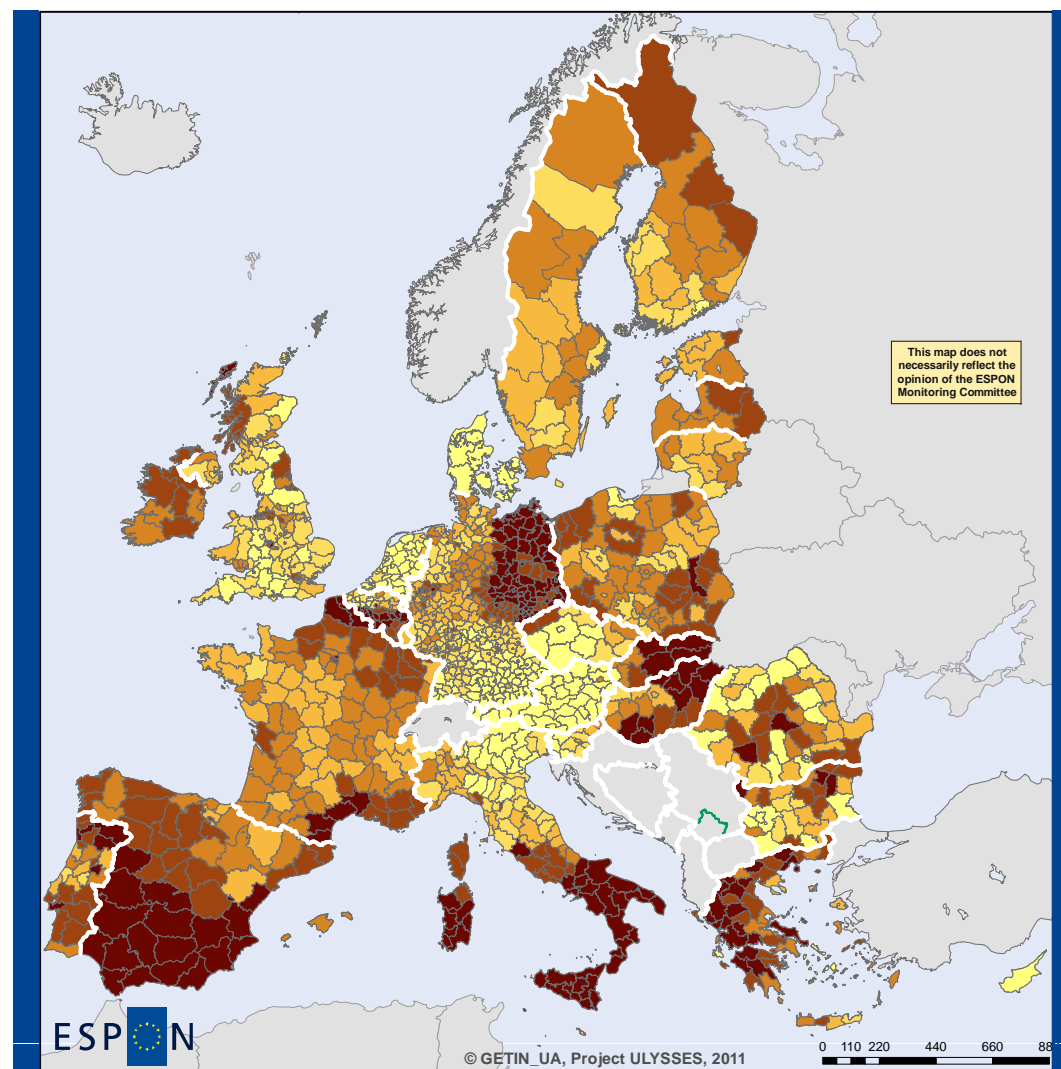 This map does not
necessarily reflect the
opinion of the ESPON
Monitoring Committee
ESPON
© GETIN_UA, Project ULYSSES, 2011
0 110 220 440 660 88